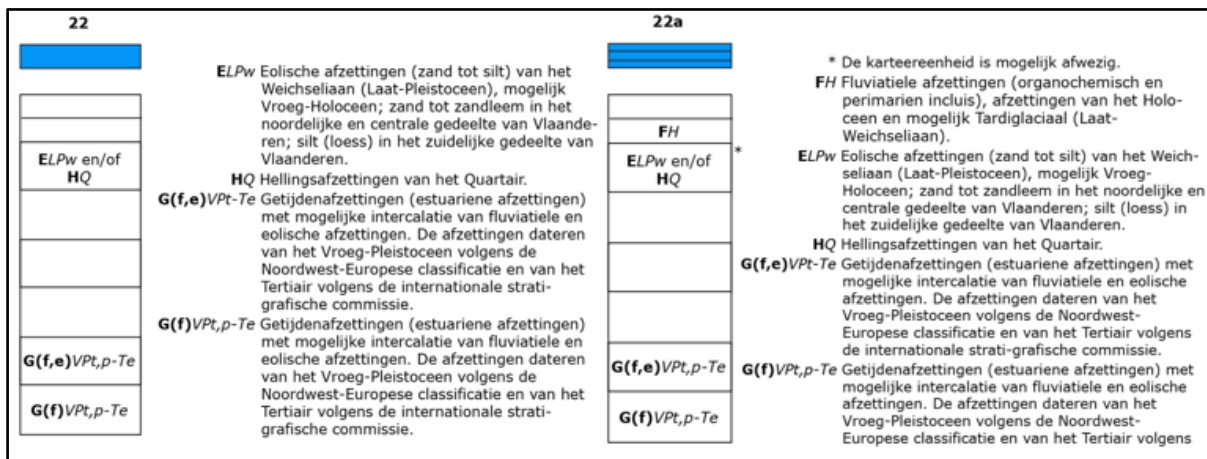 22
ELPw Eolische afzettingen (zand tot silt) van het
Weichseliaan (Laat-Pleistoceen), mogelijk
Vroeg-Holoceen; zand tot zandleem in het
noordelijke en centrale gedeelte van Vlaande-
ren; silt (loess) in het zuidelijke gedeelte van
Vlaanderen.
HQ Hellingsafzettingen van het Quartair.
G(f,e)VPt-Te Getijdenafzettingen (estuariene afzettingen)
met mogelijke intercalatie van fluviatiele en
eolische afzettingen. De afzettingen dateren
van het Vroeg-Pleistoceen volgens de
Noordwest-Europese classificatie en van het
Tertiair volgens de internationale strati-
grafische commissie.
G(f)VPt,p-Te Getijdenafzettingen (estuariene afzettingen)
met mogelijke intercalatie van fluviatiele en
eolische afzettingen. De afzettingen dateren
van het Vroeg-Pleistoceen volgens de
Noordwest-Europese classificatie en van het
Tertiair volgens de internationale strati-
grafische commissie.
ELPw en/of
HQ
G(f,e)VPt,p-Te
G(f)VPt,p-Te
22a
* De karteereenheid is mogelijk afwezig.
FH Fluviatiele afzettingen (organochemisch en
perimarien incluis), afzettingen van het Holo-
ceen en mogelijk Tardiglaciaal (Laat-
Weichseliaan).
ELPw Eolische afzettingen (zand tot silt) van het Weich-
seliaan (Laat-Pleistoceen), mogelijk Vroeg-
Holoceen; zand tot zandleem in het noordelijke en
centrale gedeelte van Vlaanderen; silt (loess) in
het zuidelijke gedeelte van Vlaanderen.
HQ Hellingsafzettingen van het Quartair.
G(f,e)VPt-Te Getijdenafzettingen (estuariene afzettingen) met
mogelijke intercalatie van fluviatiele en eolische
afzettingen. De afzettingen dateren van het
Vroeg-Pleistoceen volgens de Noordwest-
Europese classificatie en van het Tertiair volgens
de internationale strati-grafische commissie.
G(f)VPt,p-Te Getijdenafzettingen (estuariene afzettingen) met
mogelijke intercalatie van fluviatiele en eolische
afzettingen. De afzettingen dateren van het
Vroeg-Pleistoceen volgens de Noordwest-
Europese classificatie en van het Tertiair volgens
FH
ELPw en/of
HQ
*
G(f,e)VPt,p-Te
G(f)VPt,p-Te